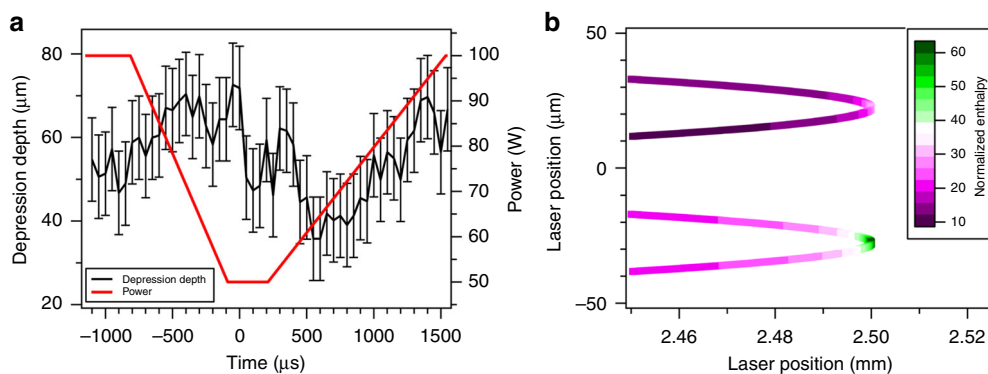 a
Depression depth (μm)
80
60
40
20
100
90
80
70
60
50
Power (W)
Depression depth
Power
−1000
−500
0
500
1000
1500
Time (μs)
b
Laser position (μm)
50
0
−50
2.46
2.48
2.50
2.52
Laser position (mm)
60
50
40
30
20
10
Normalized enthalpy